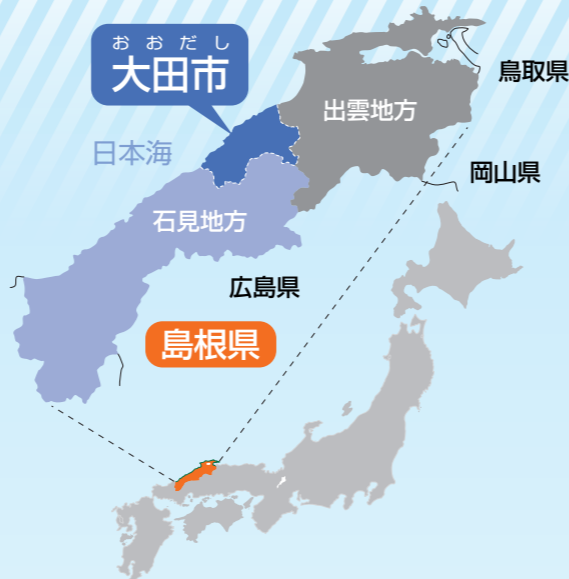 おおだし
大田市
鳥取県
出雲地方
日本海
岡山県
石見地方
広島県
島根県